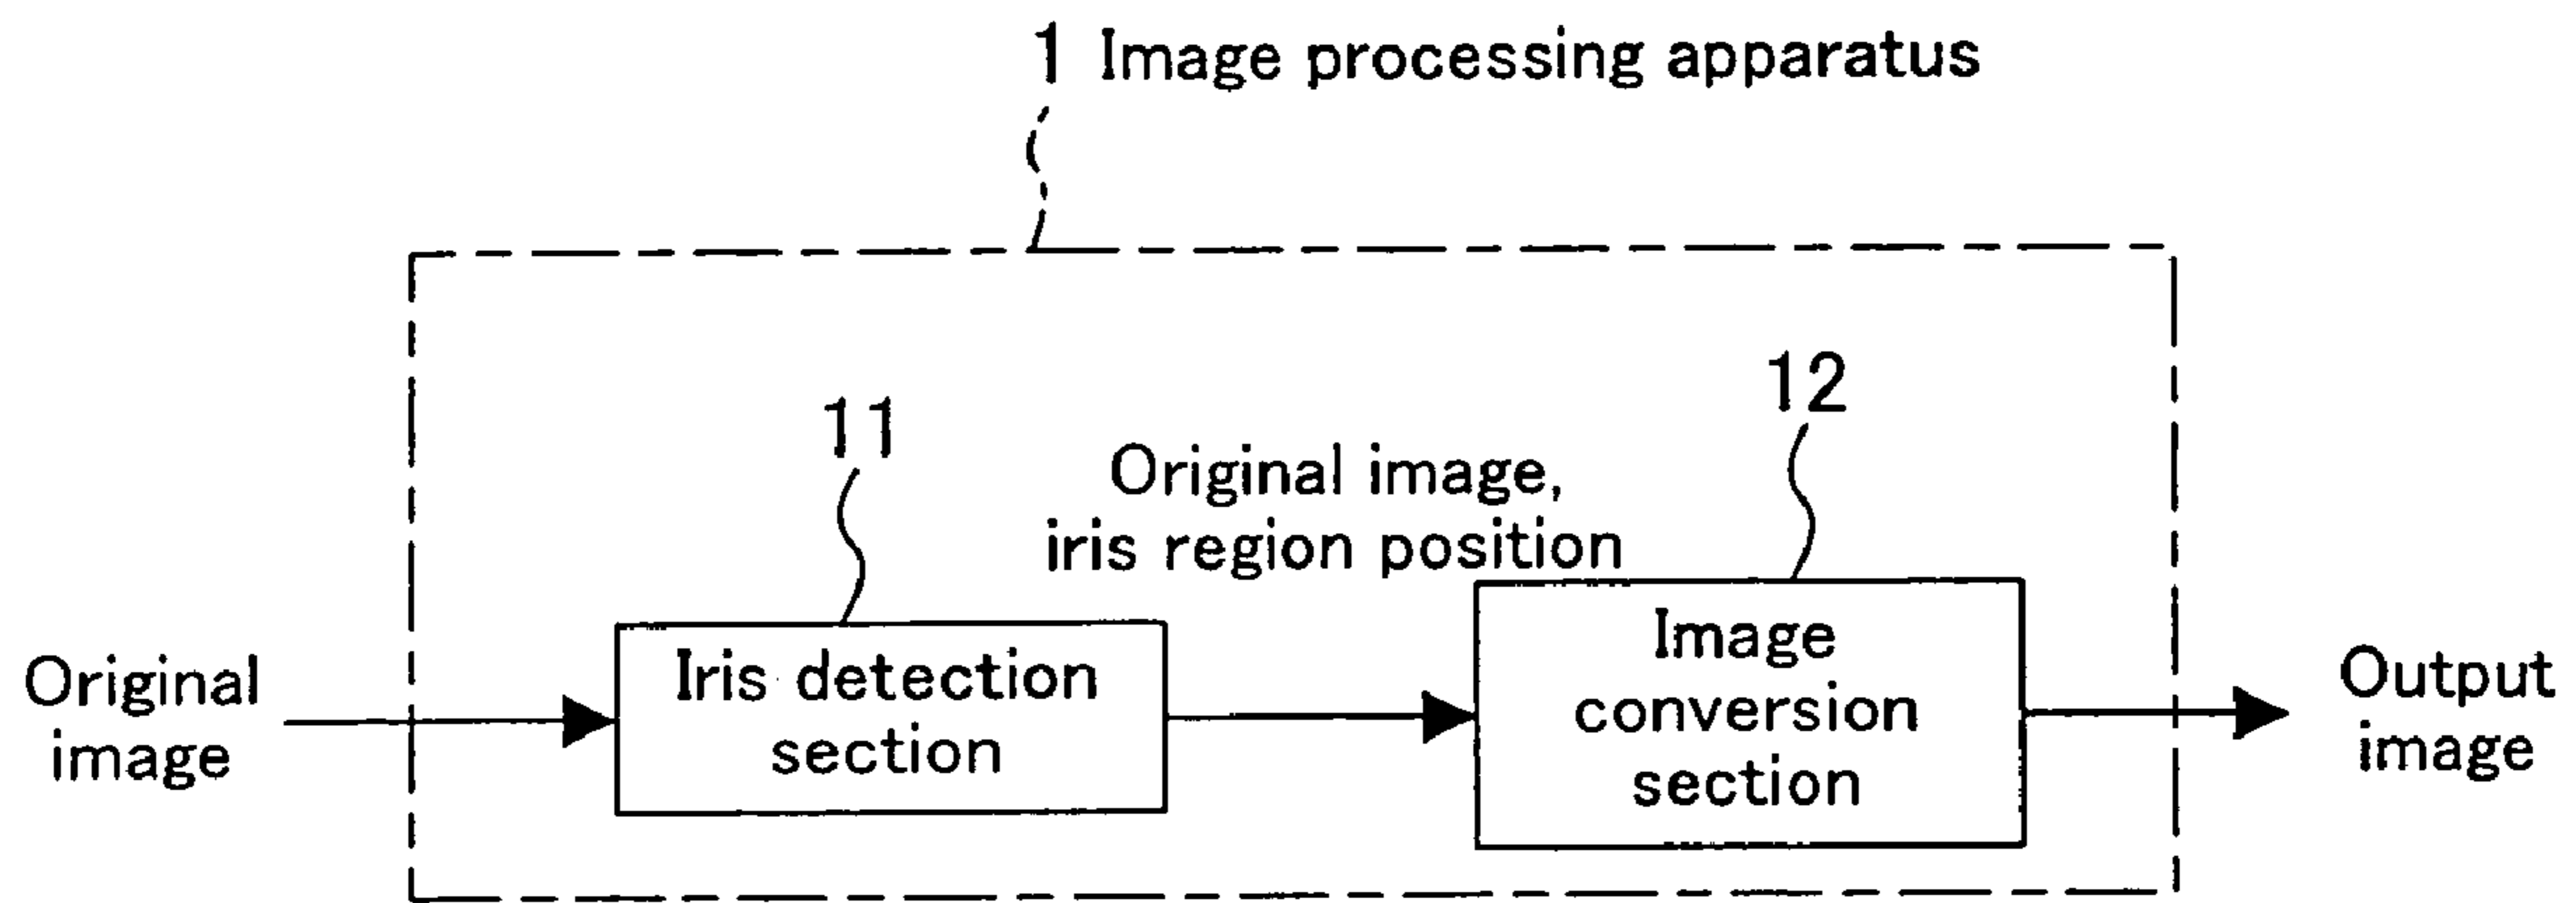 1 Image processing apparatus
11
12
Original image,
iris region position
Original
image
Iris detection
section
Image
conversion
section
Output
image